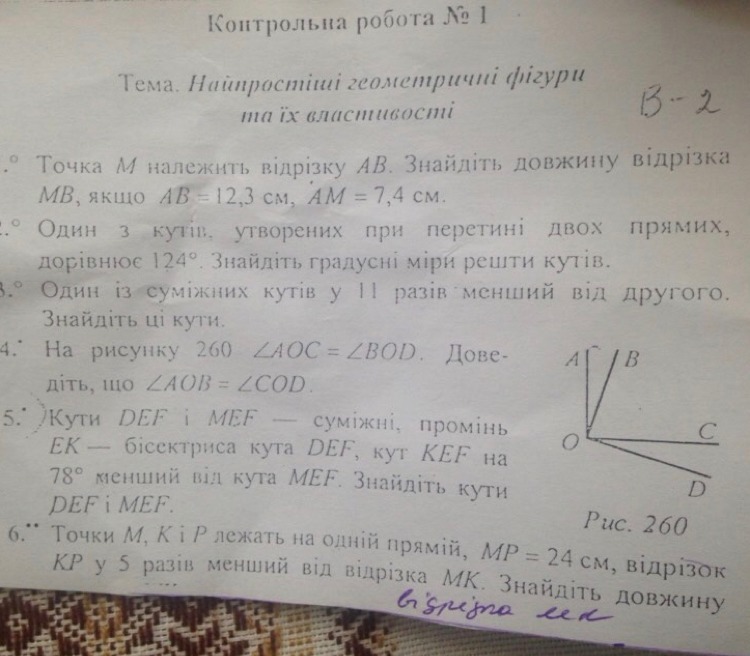 Контрольна робота № 1
Тема. Найпростіші геометричні фігури
та їх властивості
В-2
.° Точка M належить відрізку AB. Знайдіть довжину відрізка
MB, якщо AB = 12,3 см, AM = 7,4 см.
2.° Один з кутів, утворених при перетині двох прямих,
дорівнює 124°. Знайдіть градусні міри решти кутів.
3.° Один із суміжних кутів у 11 разів менший від другого.
Знайдіть ці кути.
4.• На рисунку 260 ∠AOC = ∠BOD. Дове-
діть, що ∠AOB = ∠COD.
5.• Кути DEF і MEF — суміжні, промінь
EK — бісектриса кута DEF, кут KEF на
78° менший від кута MEF. Знайдіть кути
DEF і MEF.
A B
O C
D
Рис. 260
6.•• Точки M, K і P лежать на одній прямій, MP = 24 см, відрізок
KP у 5 разів менший від відрізка MK. Знайдіть довжину
відрізка мк